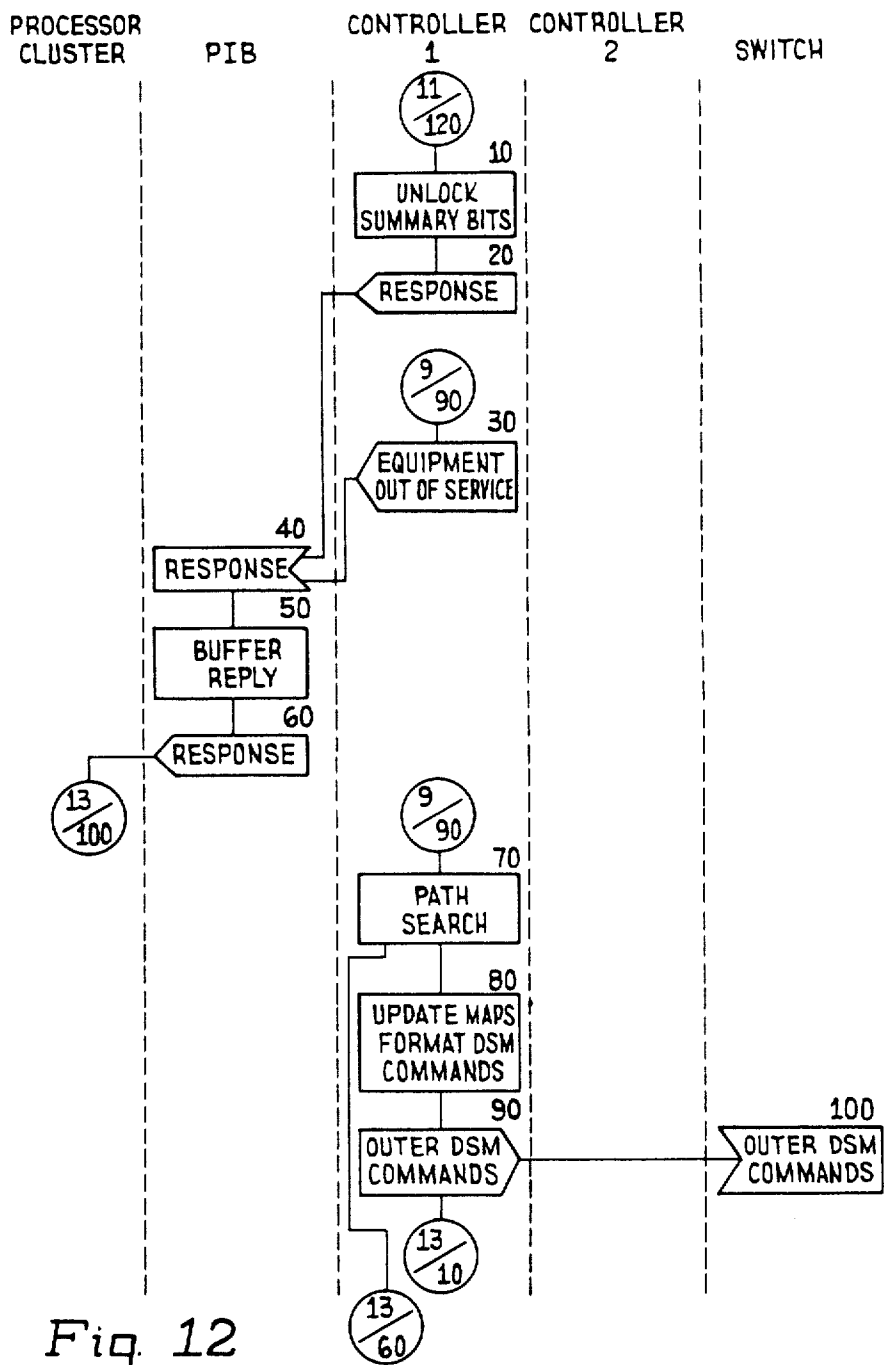 PROCESSOR CLUSTER
PIB
CONTROLLER 1
CONTROLLER 2
SWITCH
11/120
10
UNLOCK
SUMMARY BITS
20
RESPONSE
9/90
30
EQUIPMENT
OUT OF SERVICE
40
RESPONSE
50
BUFFER
REPLY
60
RESPONSE
13/100
9/90
70
PATH
SEARCH
80
UPDATE MAPS
FORMAT DSM
COMMANDS
90
OUTER DSM
COMMANDS
100
OUTER DSM
COMMANDS
13/10
13/60
Fig. 12